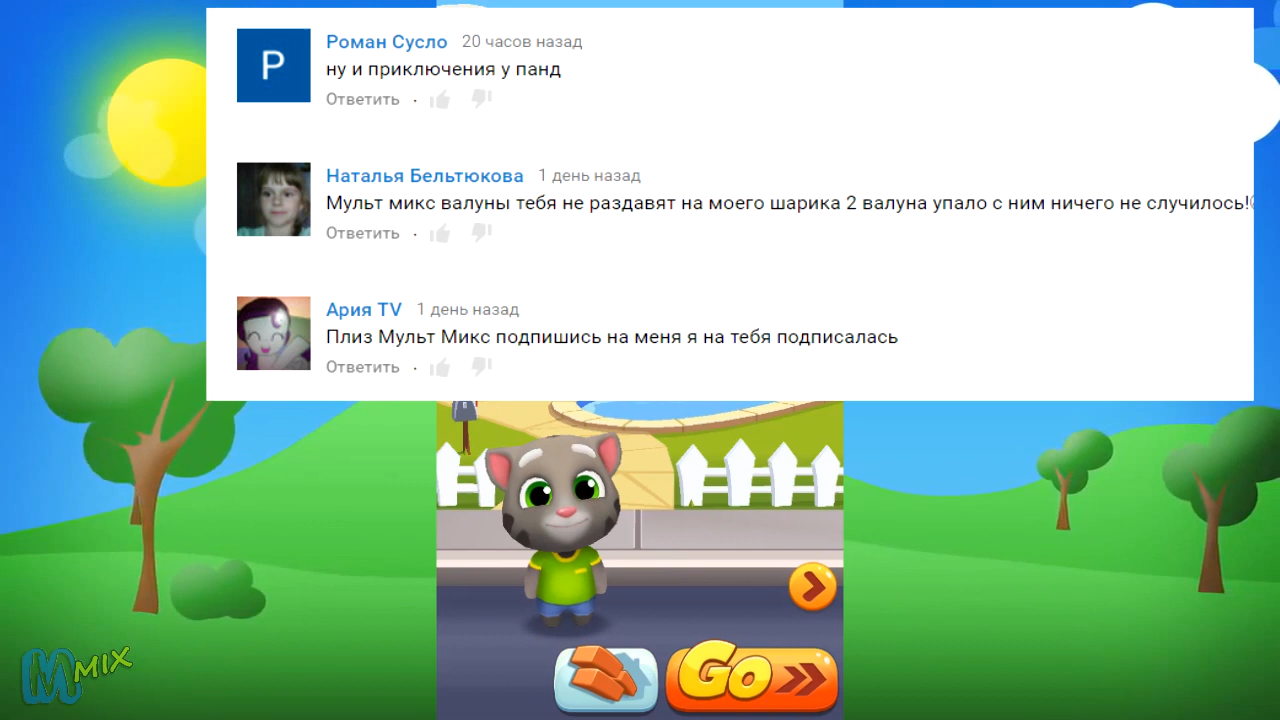 Р
Роман Сусло 20 часов назад
ну и приключения у панд
Ответить ·
Наталья Бельтюкова 1 день назад
Мульт микс валуны тебя не раздавят на моего шарика 2 валуна упало с ним ничего не случилось!
Ответить ·
Ария TV 1 день назад
Плиз Мульт Микс подпишись на меня я на тебя подписалась
Ответить ·
Go
M MIX